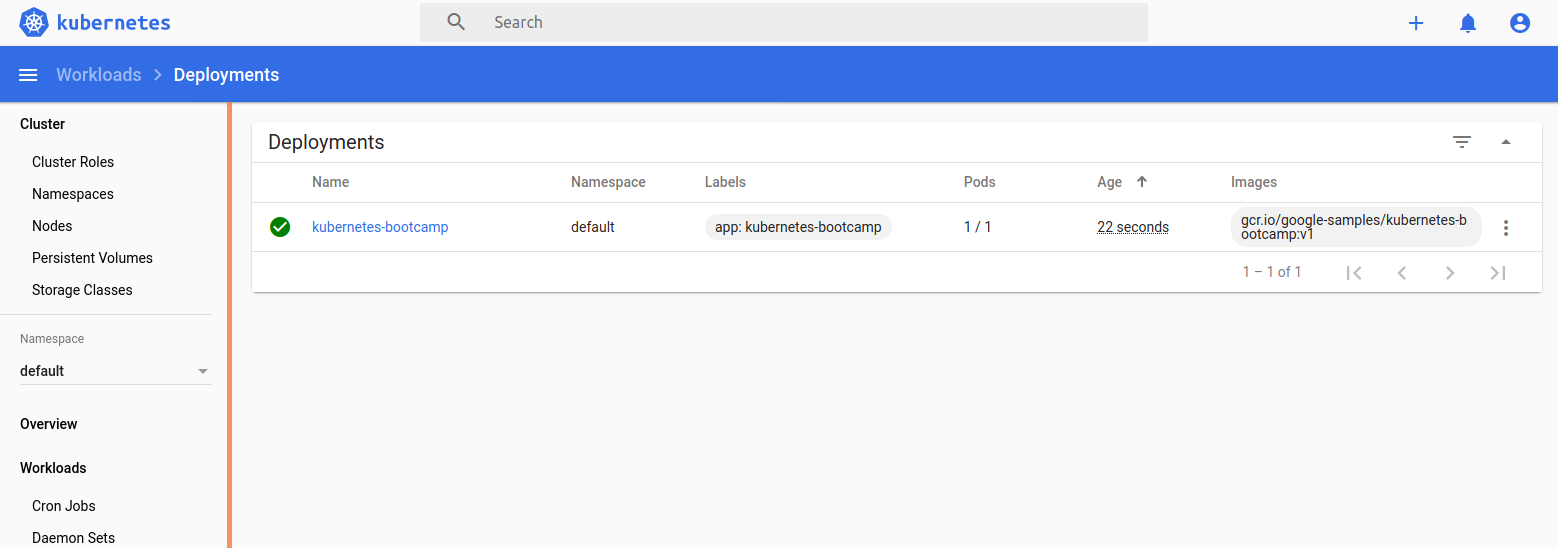 kubernetes
Search
Workloads
Deployments
Cluster
Cluster Roles
Namespaces
Nodes
Persistent Volumes
Storage Classes
Namespace
default
Overview
Workloads
Cron Jobs
Daemon Sets
Deployments
Name Namespace Labels Pods Age Images
kubernetes-bootcamp default app: kubernetes-bootcamp 1 / 1 22 seconds gcr.io/google-samples/kubernetes-b
ootcamp:v1
1 – 1 of 1